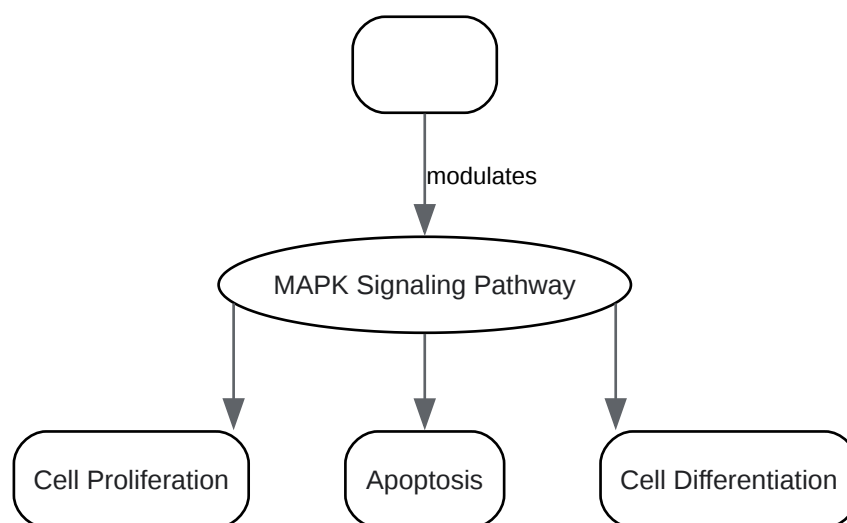 modulates
MAPK Signaling Pathway
Cell Proliferation
Apoptosis
Cell Differentiation